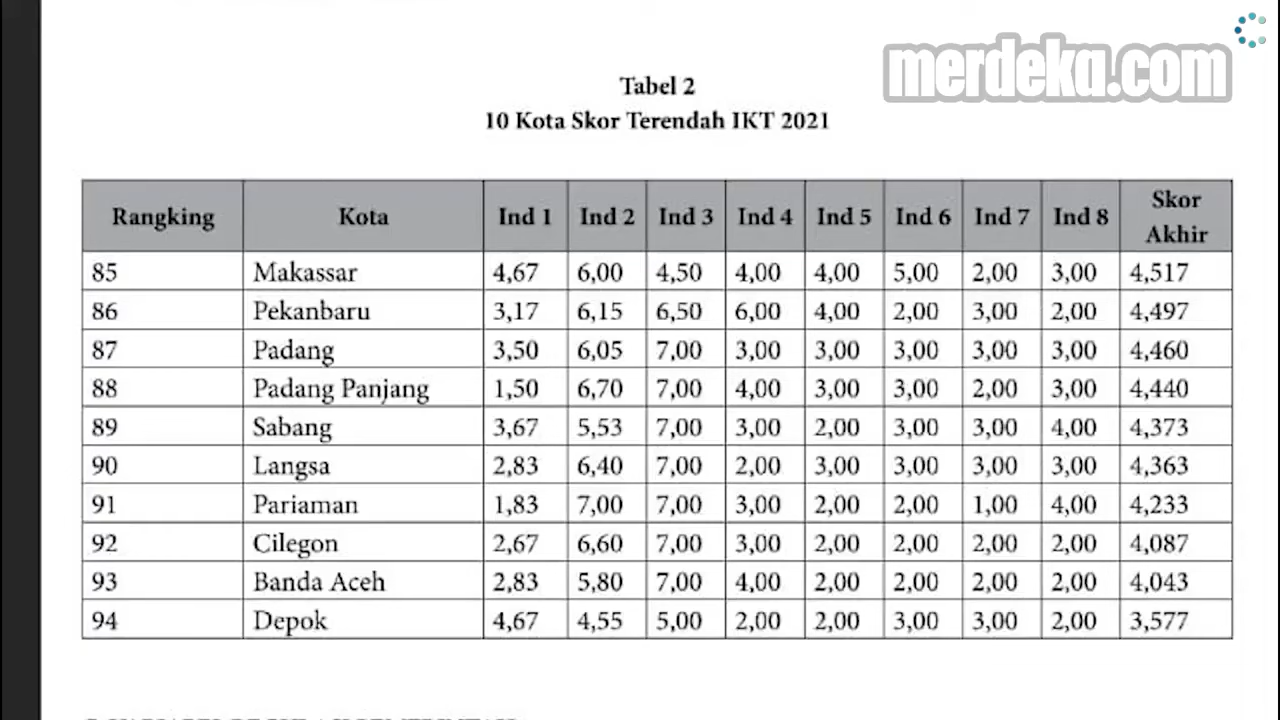 merdeka.com
Tabel 2
10 Kota Skor Terendah IKT 2021
Rangking Kota Ind 1 Ind 2 Ind 3 Ind 4 Ind 5 Ind 6 Ind 7 Ind 8 Skor Akhir
85 Makassar 4,67 6,00 4,50 4,00 4,00 5,00 2,00 3,00 4,517
86 Pekanbaru 3,17 6,15 6,50 6,00 4,00 2,00 3,00 2,00 4,497
87 Padang 3,50 6,05 7,00 3,00 3,00 3,00 3,00 3,00 4,460
88 Padang Panjang 1,50 6,70 7,00 4,00 3,00 3,00 2,00 3,00 4,440
89 Sabang 3,67 5,53 7,00 3,00 2,00 3,00 3,00 4,00 4,373
90 Langsa 2,83 6,40 7,00 2,00 3,00 3,00 3,00 3,00 4,363
91 Pariaman 1,83 7,00 7,00 3,00 2,00 2,00 1,00 4,00 4,233
92 Cilegon 2,67 6,60 7,00 3,00 2,00 2,00 2,00 2,00 4,087
93 Banda Aceh 2,83 5,80 7,00 4,00 2,00 2,00 2,00 2,00 4,043
94 Depok 4,67 4,55 5,00 2,00 2,00 3,00 3,00 2,00 3,577